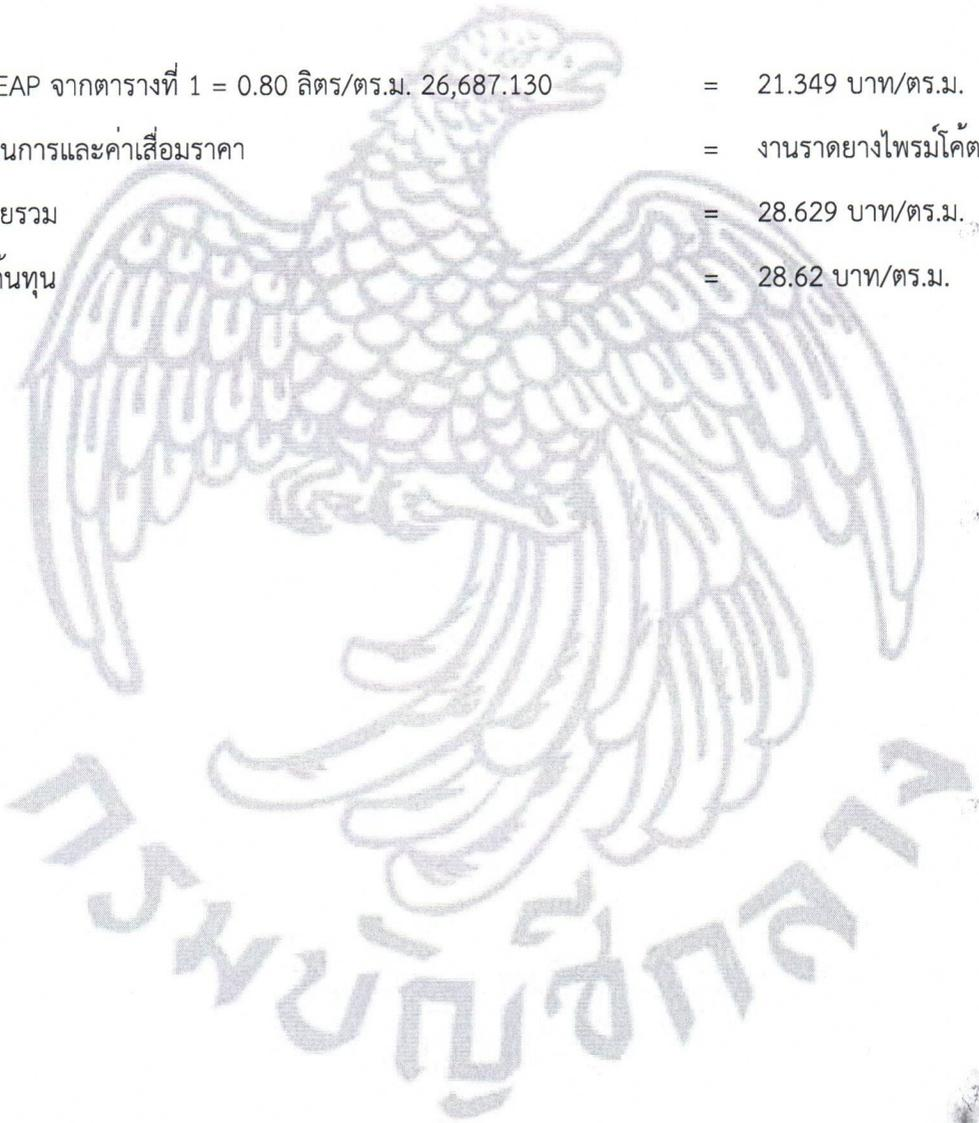 EAP จากตารางที่ 1 = 0.80 ลิตร/ตร.ม. 26,687.130 = 21.349 บาท/ตร.ม.
นการและค่าเสื่อมราคา = งานราดยางไพรม์โค้ต
ยรวม = 28.629 บาท/ตร.ม.
้นทุน = 28.62 บาท/ตร.ม.
กรมบัญชีกลาง